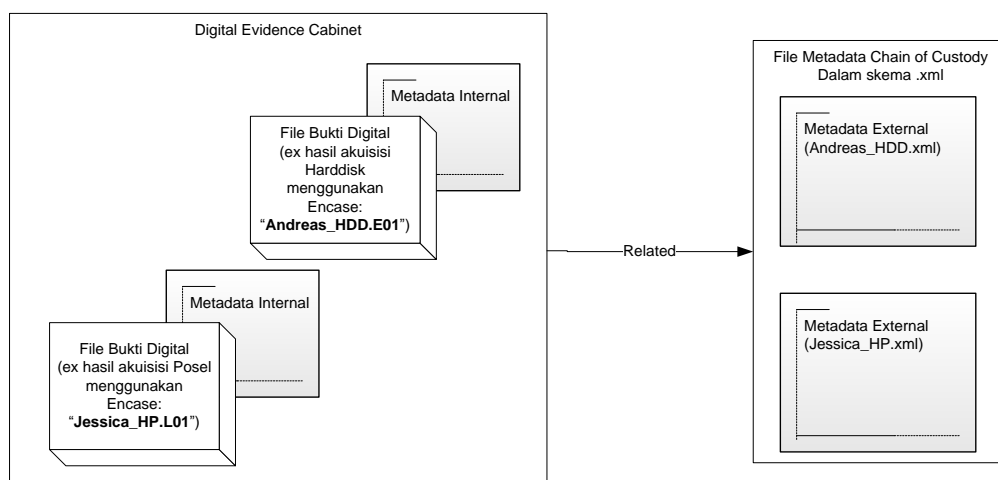 Digital Evidence Cabinet
Metadata Internal
File Bukti Digital
(ex hasil akuisisi
Harddisk
menggunakan
Encase:
“Andreas_HDD.E01”)
Metadata Internal
File Bukti Digital
(ex hasil akuisisi Posel
menggunakan
Encase:
“Jessica_HP.L01”)
Related
File Metadata Chain of Custody
Dalam skema .xml
Metadata External
(Andreas_HDD.xml)
Metadata External
(Jessica_HP.xml)